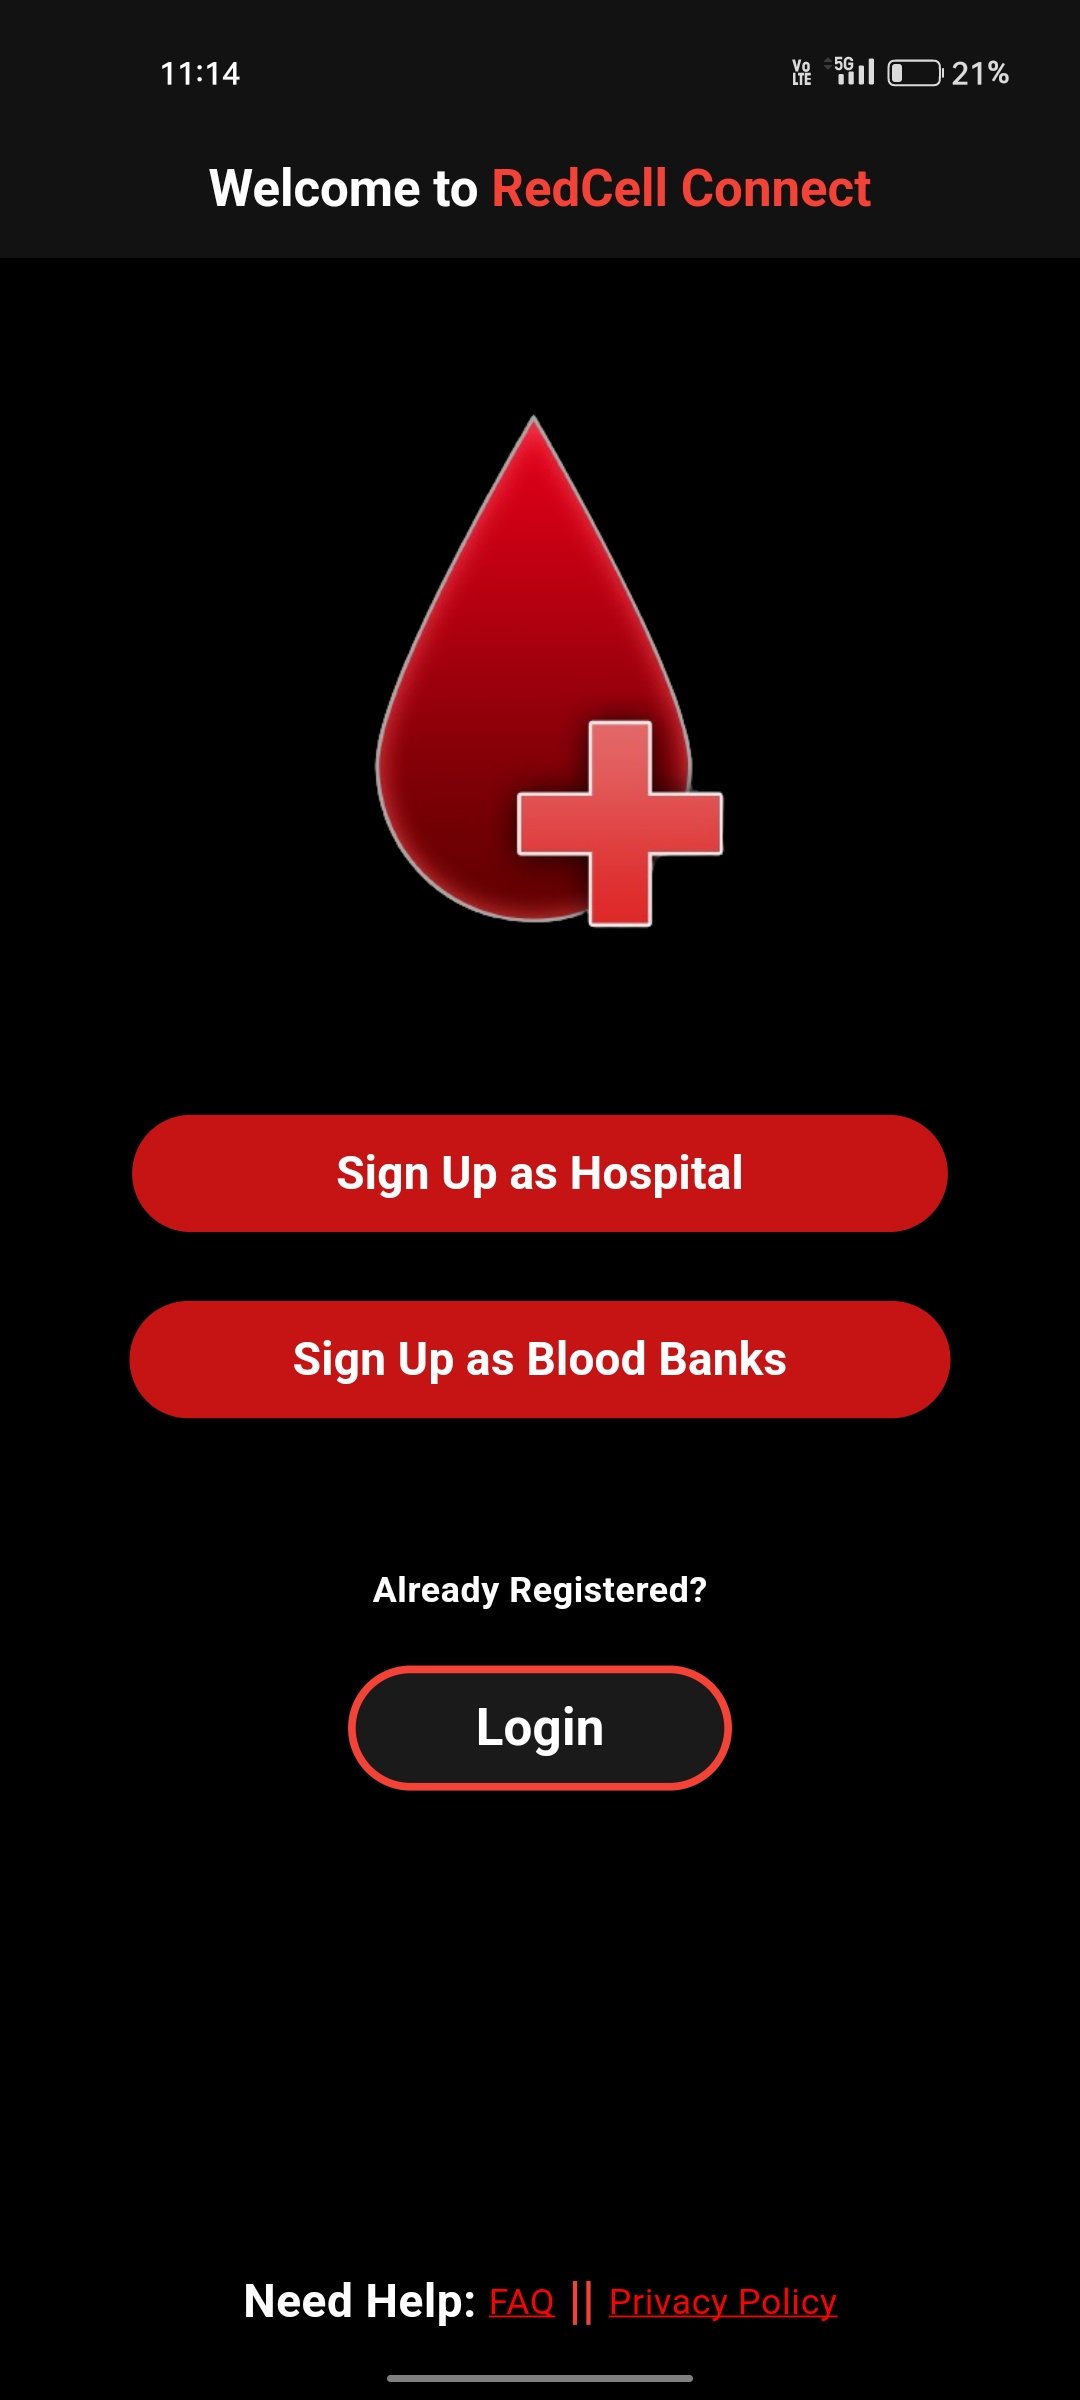 11:14 Vo LTE 5G 21%
Welcome to RedCell Connect
Sign Up as Hospital
Sign Up as Blood Banks
Already Registered?
Login
Need Help: FAQ || Privacy Policy